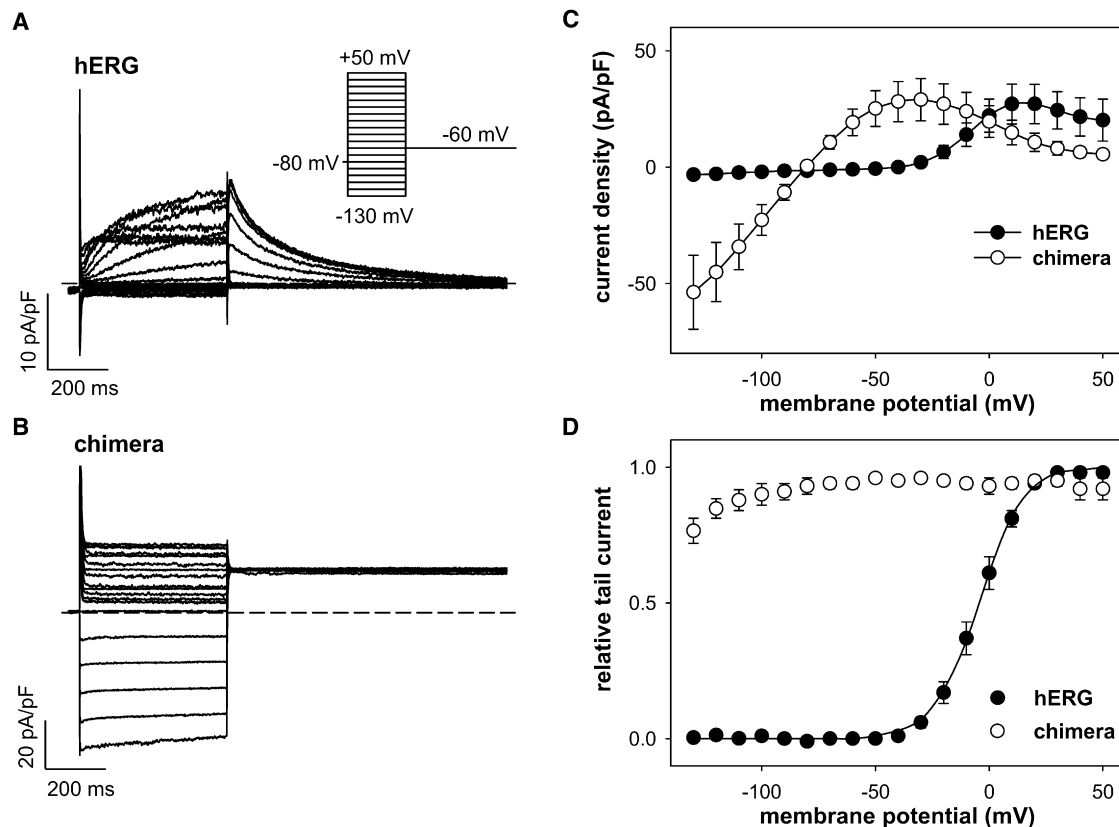 A
hERG
+50 mV
-60 mV
-80 mV
-130 mV
10 pA/pF
200 ms
B
chimera
20 pA/pF
200 ms
C
current density (pA/pF)
50
0
-50
hERG
chimera
-100
-50
0
50
membrane potential (mV)
D
relative tail current
1.0
0.5
0.0
hERG
chimera
-100
-50
0
50
membrane potential (mV)